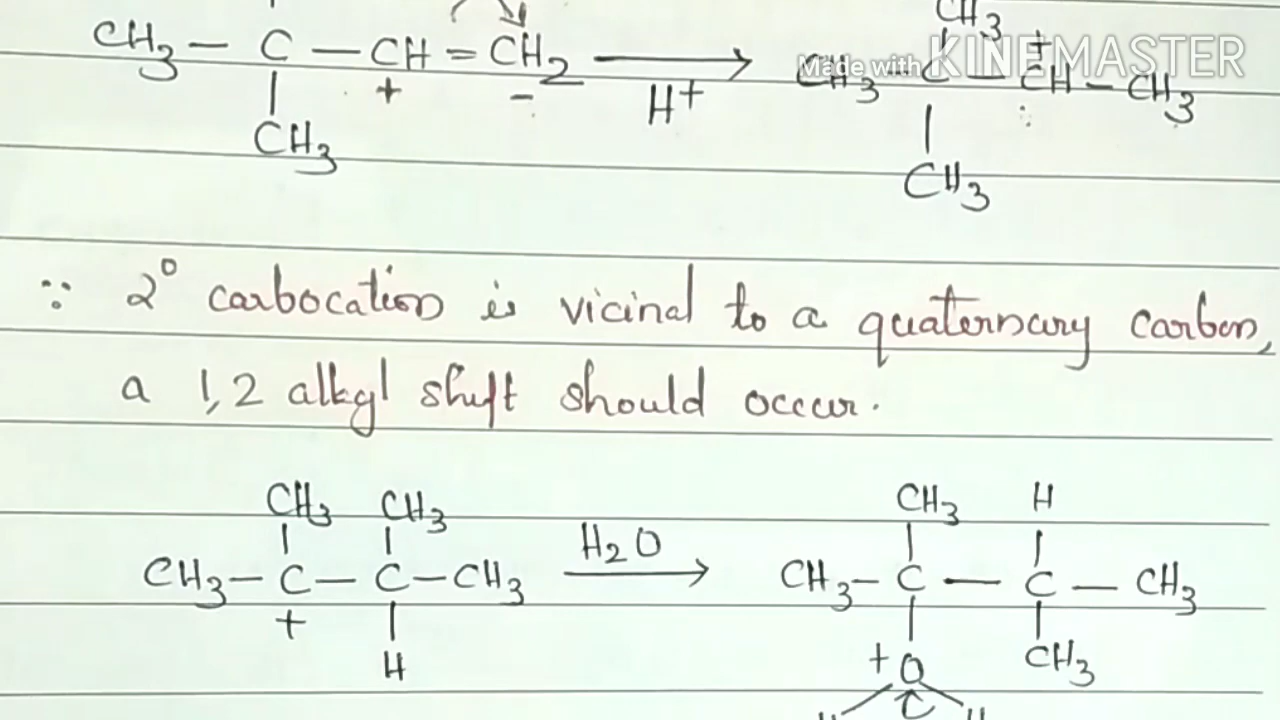 CH3
CH3 — C — CH = CH2 ⟶ CH3 — C — CH — CH3
+ − H+ +
CH3 CH3
Made with KINEMASTER
∵ 2° carbocation is vicinal to a quaternary carbon,
a 1,2 alkyl shift should occur.
CH3 CH3 CH3 H
CH3 — C — C — CH3 H2O ⟶ CH3 — C — C — CH3
+ H +O CH3
H H